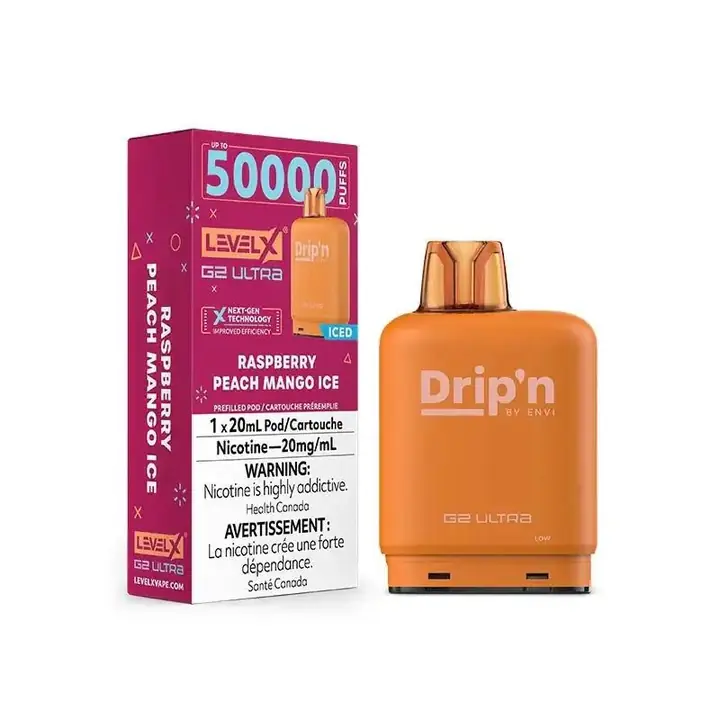 UP TO
50000
PUFFS
LEVEL X®
G2 ULTRA
Drip'n
X NEXT-GEN
TECHNOLOGY
IMPROVED EFFICIENCY
ICED
RASPBERRY
PEACH MANGO ICE
PREFILLED POD / CARTOUCHE PRÉREMPLIE
1 x 20mL Pod/Cartouche
Nicotine—20mg/mL
WARNING:
Nicotine is highly addictive.
Health Canada
AVERTISSEMENT :
La nicotine crée une forte
dépendance.
Santé Canada
RASPBERRY
PEACH MANGO ICE
LEVEL X
G2 ULTRA
LEVELXVAPE.COM
Drip'n
BY ENVI
G2 ULTRA
LOW